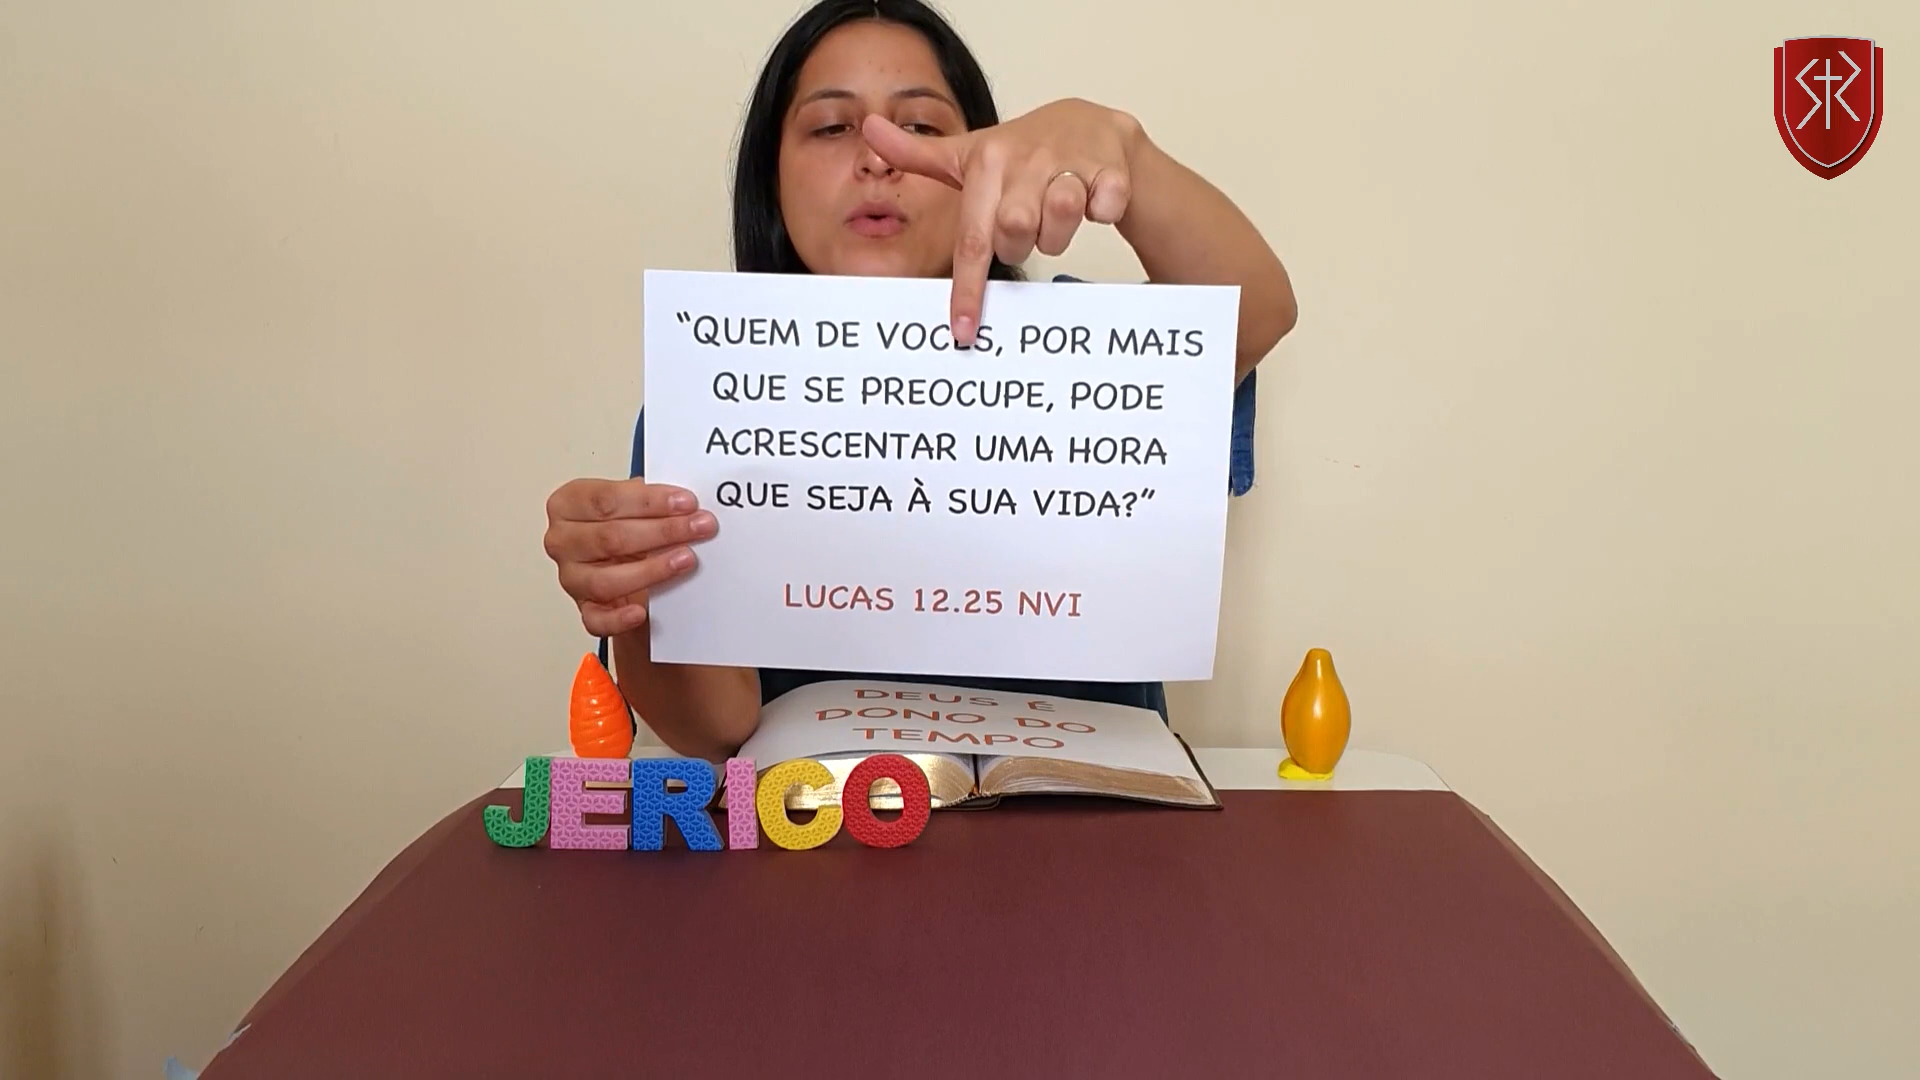 “QUEM DE VOCÊS, POR MAIS
QUE SE PREOCUPE, PODE
ACRESCENTAR UMA HORA
QUE SEJA À SUA VIDA?”
LUCAS 12.25 NVI
DEUS É
DONO DO
TEMPO
JERICO
SR